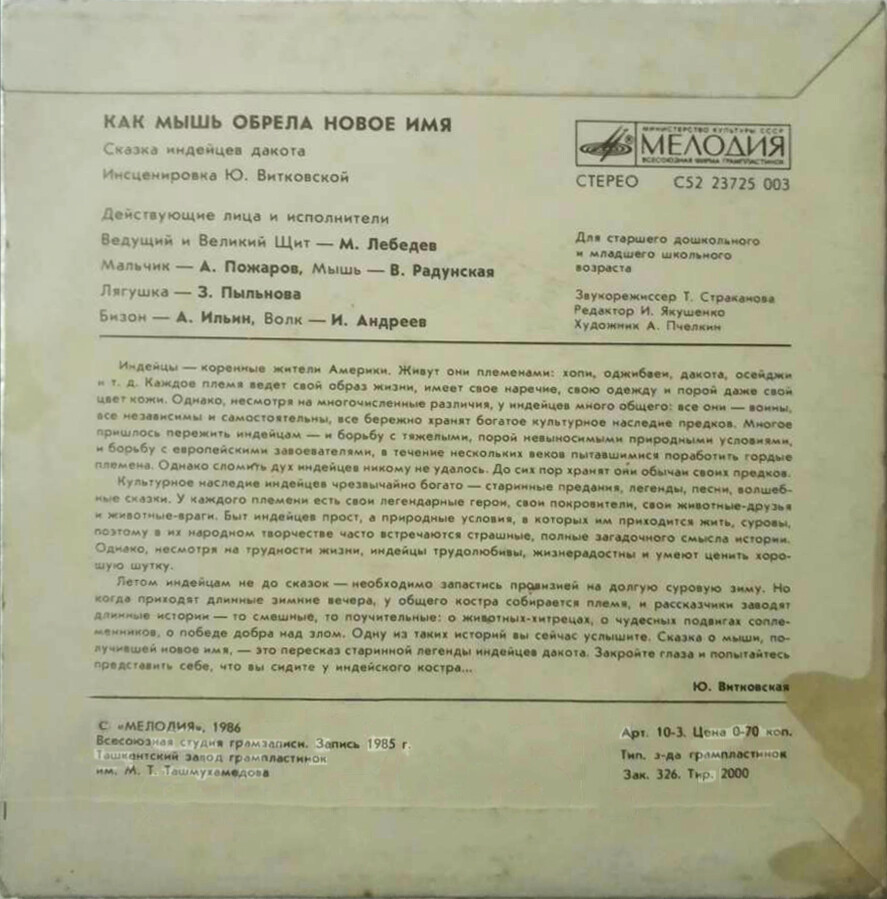 КАК МЫШЬ ОБРЕЛА НОВОЕ ИМЯ
Сказка индейцев дакота
Инсценировка Ю. Витковской
МИНИСТЕРСТВО КУЛЬТУРЫ СССР
МЕЛОДИЯ
ВСЕСОЮЗНАЯ ФИРМА ГРАМПЛАСТИНОК
СТЕРЕО С52 23725 003
Действующие лица и исполнители
Ведущий и Великий Щит — М. Лебедев
Мальчик — А. Пожаров, Мышь — В. Радунская
Лягушка — З. Пыльнова
Бизон — А. Ильин, Волк — И. Андреев
Для старшего дошкольного
и младшего школьного
возраста
Звукорежиссер Т. Страканова
Редактор И. Якушенко
Художник А. Пчелкин
Индейцы — коренные жители Америки. Живут они племенами: хопи, оджибвеи, дакота, осейджи
и т. д. Каждое племя ведет свой образ жизни, имеет свое наречие, свою одежду и порой даже свой
цвет кожи. Однако, несмотря на многочисленные различия, у индейцев много общего: все они — воины,
все независимы и самостоятельны, все бережно хранят богатое культурное наследие предков. Многое
пришлось пережить индейцам — и борьбу с тяжелыми, порой невыносимыми природными условиями,
и борьбу с европейскими завоевателями, в течение нескольких веков пытавшимися поработить гордые
племена. Однако сломить дух индейцев никому не удалось. До сих пор хранят они обычаи своих предков.
Культурное наследие индейцев чрезвычайно богато — старинные предания, легенды, песни, волшеб-
ные сказки. У каждого племени есть свои легендарные герои, свои покровители, свои животные-друзья
и животные-враги. Быт индейцев прост, а природные условия, в которых им приходится жить, суровы,
поэтому в их народном творчестве часто встречаются страшные, полные загадочного смысла истории.
Однако, несмотря на трудности жизни, индейцы трудолюбивы, жизнерадостны и умеют ценить хоро-
шую шутку.
Летом индейцам не до сказок — необходимо запастись провизией на долгую суровую зиму. Но
когда приходят длинные зимние вечера, у общего костра собирается племя, и рассказчики заводят
длинные истории — то смешные, то поучительные: о животных-хитрецах, о чудесных подвигах сопле-
менников, о победе добра над злом. Одну из таких историй вы сейчас услышите. Сказка о мыши, по-
лучившей новое имя, — это пересказ старинной легенды индейцев дакота. Закройте глаза и попытайтесь
представить себе, что вы сидите у индейского костра...
Ю. Витковская
С «МЕЛОДИЯ», 1986
Всесоюзная студия грамзаписи. Запись 1985 г.
Ташкентский завод грампластинок
им. М. Т. Ташмухамедова
Арт. 10-3. Цена 0-70 коп.
Тип. з-да грампластинок
Зак. 326. Тир. 2000